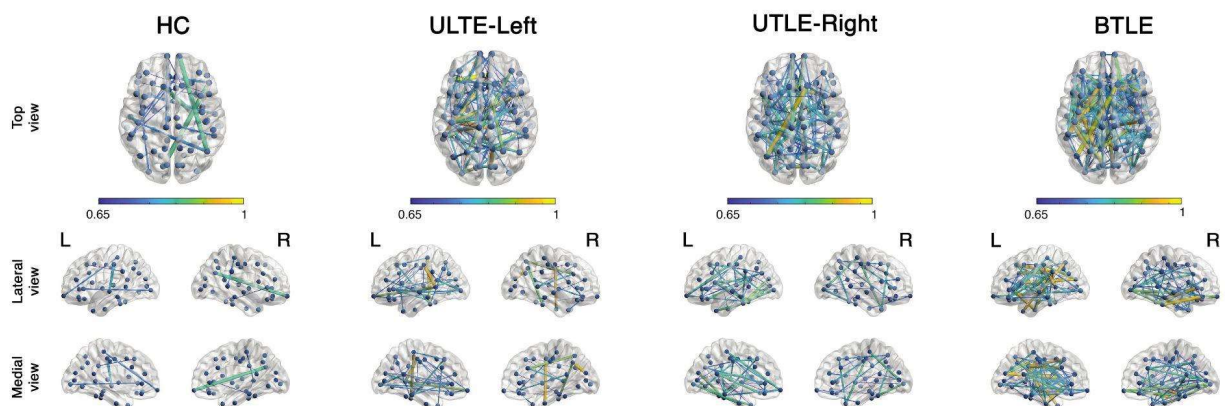 HC ULTE-Left UTLE-Right BTLE
Top view
0.65 1 0.65 1 0.65 1 0.65 1
L R L R L R L R
Lateral view
Medial view